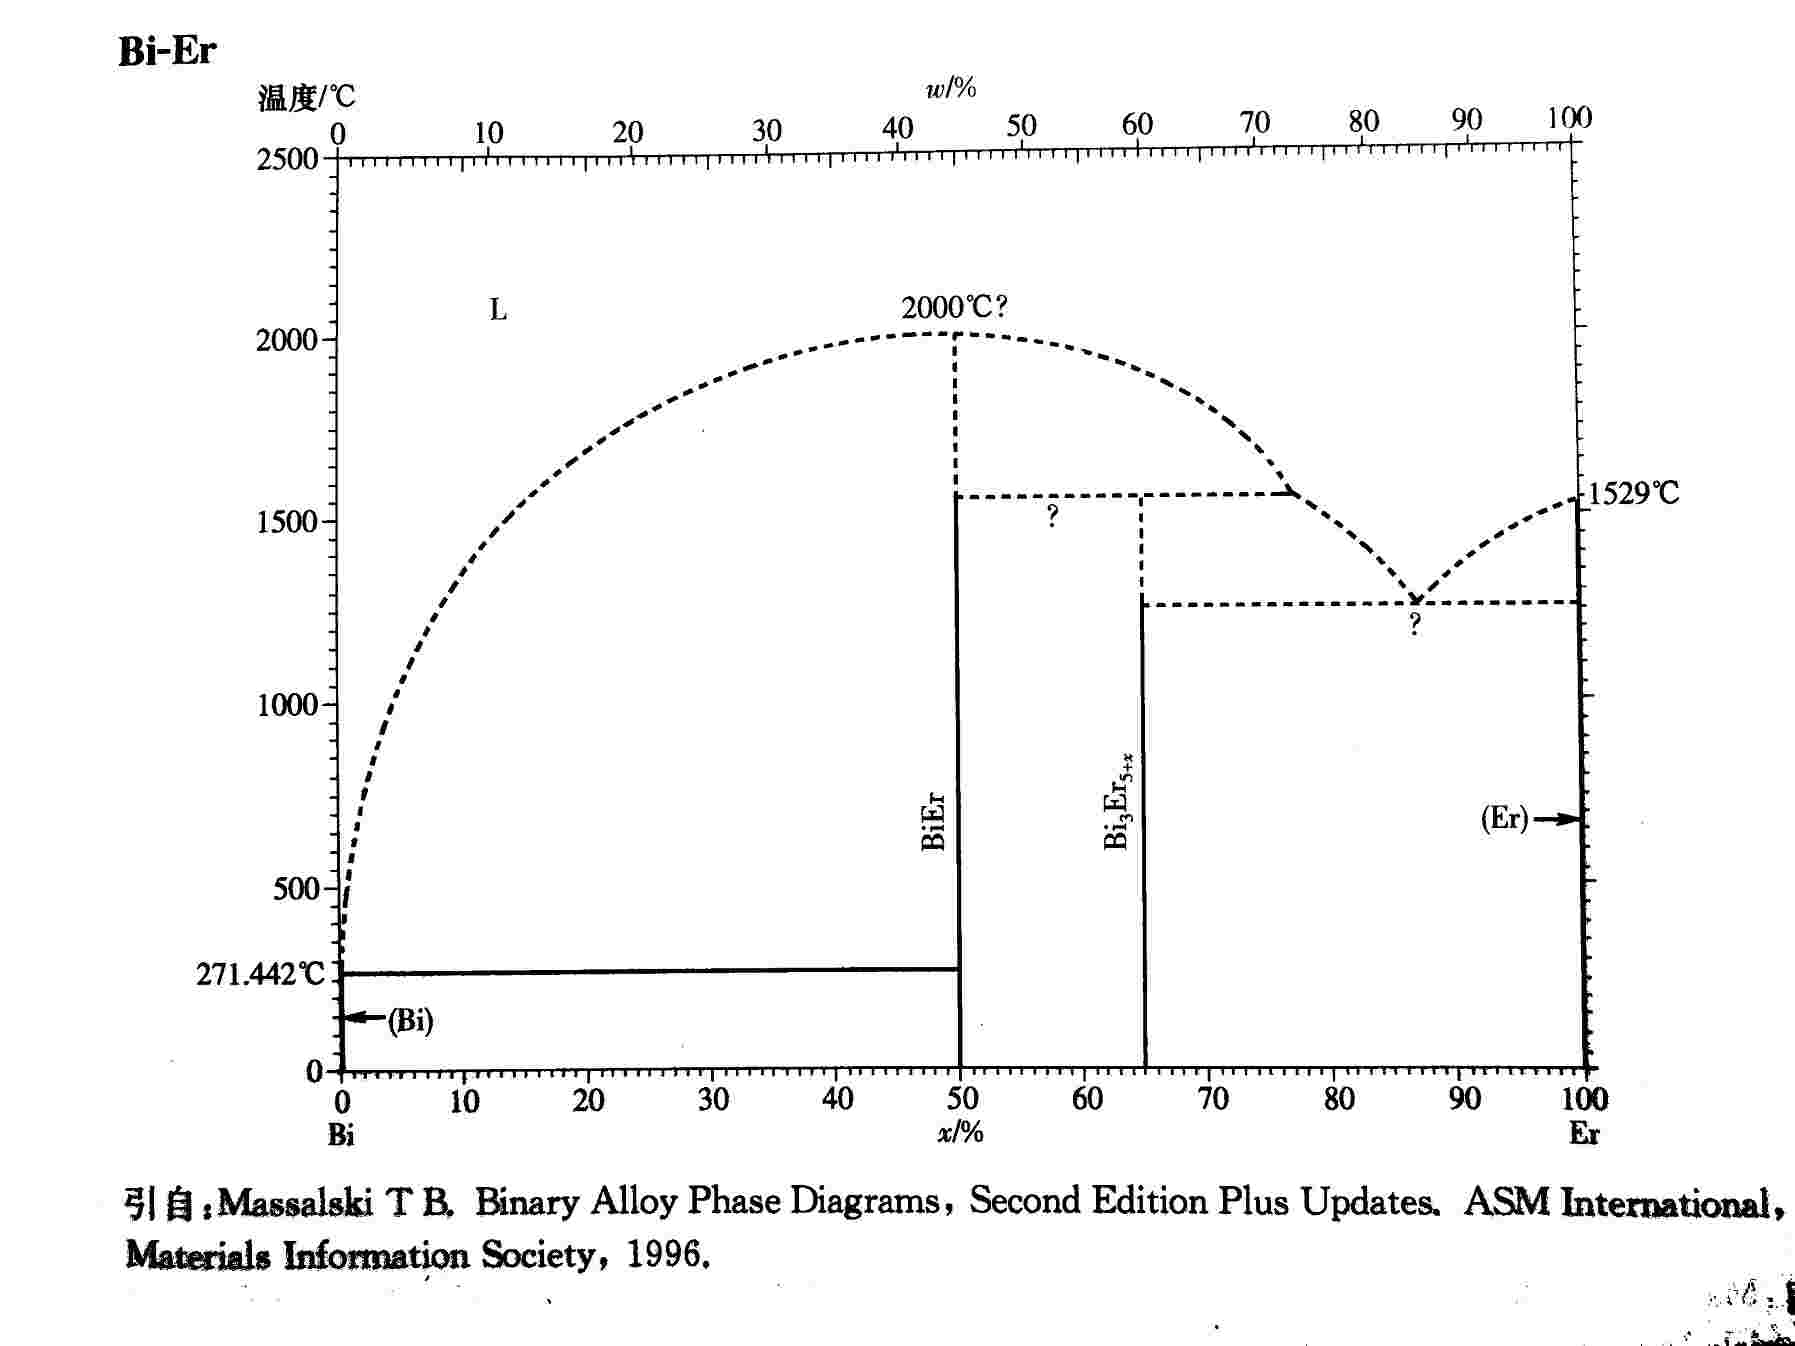 Bi-Er
温度/℃
w/%
0 10 20 30 40 50 60 70 80 90 100
2500
L
2000℃?
2000
1529℃
1500
?
?
1000
BiEr
Bi₃Er₅₊ₓ
(Er)
500
271.442℃
(Bi)
0
0 10 20 30 40 50 60 70 80 90 100
Bi x/% Er
引自:Massalski T B. Binary Alloy Phase Diagrams, Second Edition Plus Updates. ASM International,
Materials Information Society, 1996.